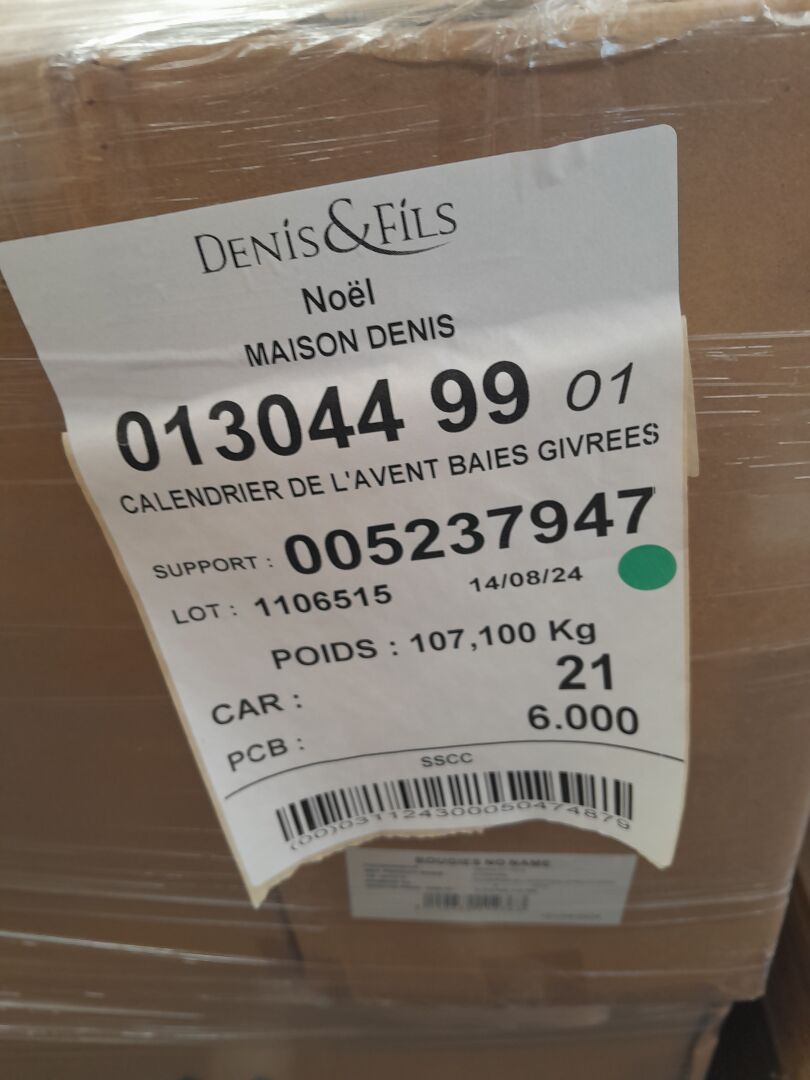 DENIS&FILS
Noël
MAISON DENIS
013044 99 01
CALENDRIER DE L'AVENT BAIES GIVREES
SUPPORT : 005237947
LOT : 1106515 14/08/24
POIDS : 107,100 Kg
CAR : 21
PCB : 6.000
SSCC
(00)031124300050474879
BOUGIES NO NAME